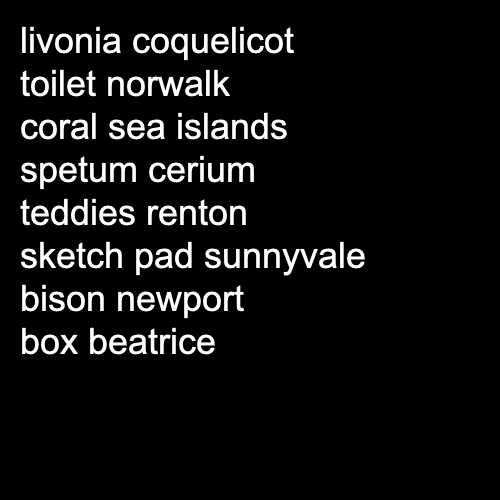 livonia coquelicot
toilet norwalk
coral sea islands
spetum cerium
teddies renton
sketch pad sunnyvale
bison newport
box beatrice